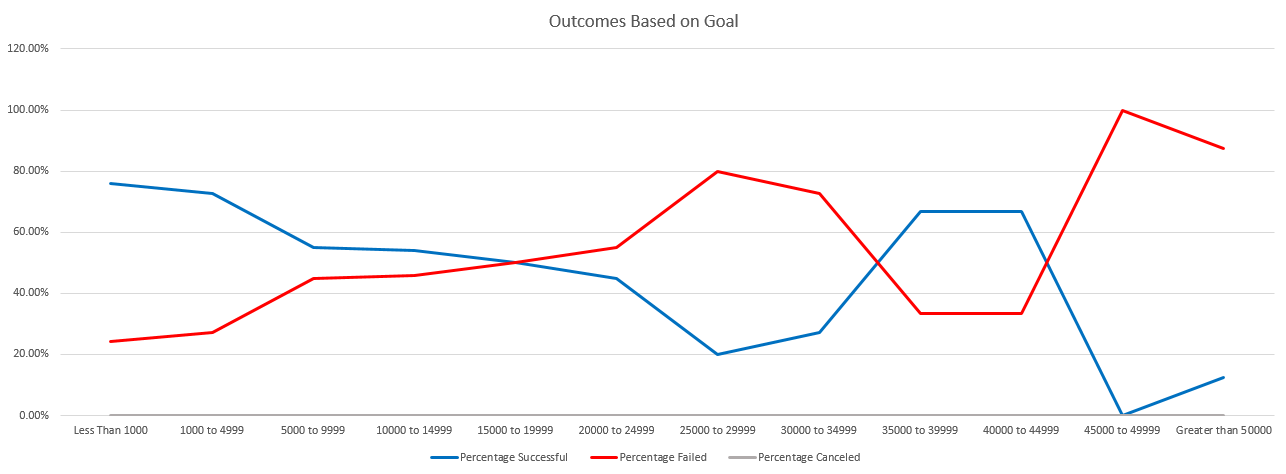 Outcomes Based on Goal
120.00%
100.00%
80.00%
60.00%
40.00%
20.00%
0.00%
Less Than 1000 1000 to 4999 5000 to 9999 10000 to 14999 15000 to 19999 20000 to 24999 25000 to 29999 30000 to 34999 35000 to 39999 40000 to 44999 45000 to 49999 Greater than 50000
Percentage Successful Percentage Failed Percentage Canceled